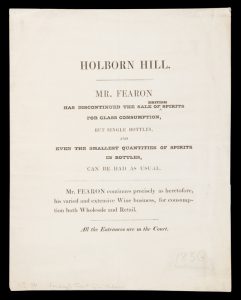 HOLBORN HILL.
MR. FEARON
BRITISH
HAS DISCONTINUED THE SALE OF SPIRITS
FOR GLASS CONSUMPTION,
BUT SINGLE BOTTLES,
AND
EVEN THE SMALLEST QUANTITIES OF SPIRITS
IN BOTTLES,
CAN BE HAD AS USUAL.
Mr. FEARON continues precisely as heretofore,
his varied and extensive Wine business, for consump-
tion both Wholesale and Retail.
All the Entrances are in the Court.